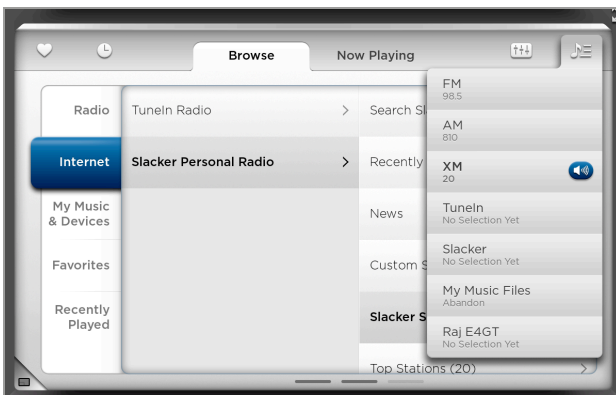 Browse
Now Playing
Radio
Internet
My Music
& Devices
Favorites
Recently
Played
TuneIn Radio
Slacker Personal Radio
Search
Recently
News
Custom
Slacker
Top Stations (20)
FM
98.5
AM
810
XM
20
TuneIn
No Selection Yet
Slacker
No Selection Yet
My Music Files
Abandon
Raj E4GT
No Selection Yet